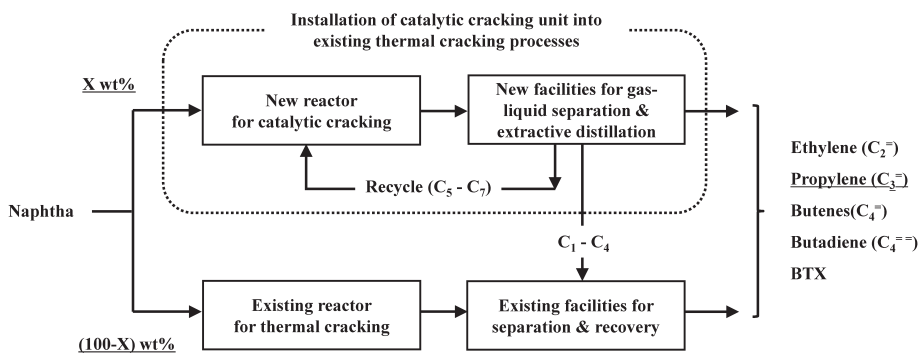 Installation of catalytic cracking unit into
existing thermal cracking processes
X wt%
New reactor
for catalytic cracking
New facilities for gas-
liquid separation &
extractive distillation
Recycle (C₅ - C₇)
Naphtha
C₁ - C₄
Existing reactor
for thermal cracking
Existing facilities for
separation & recovery
(100-X) wt%
Ethylene (C₂⁼)
Propylene (C₃⁼)
Butenes(C₄⁼)
Butadiene (C₄⁼ ⁼)
BTX